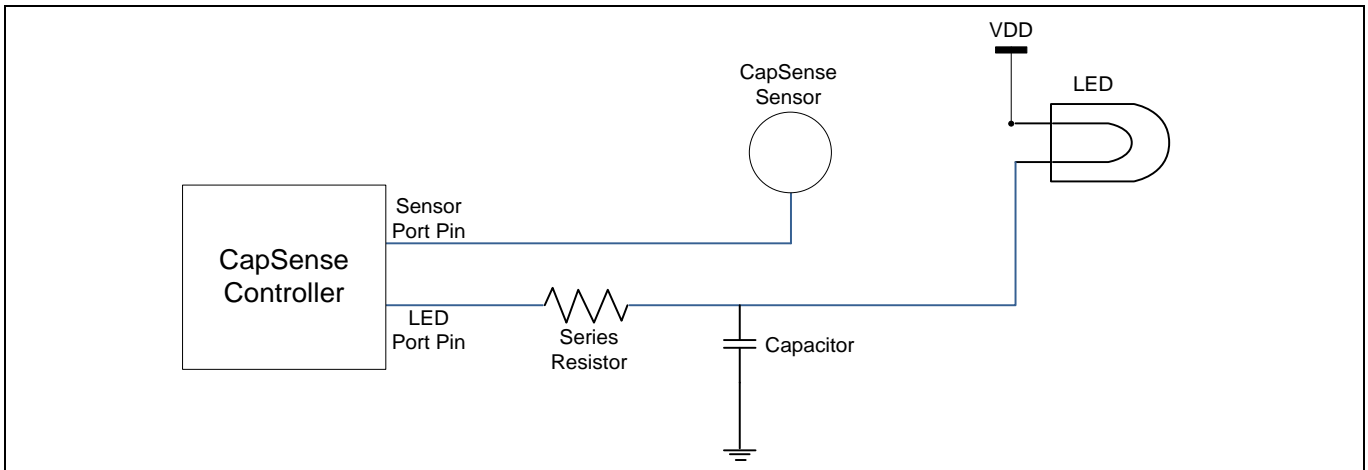 VDD
CapSense
Sensor
LED
Sensor
Port Pin
CapSense
Controller
LED
Port Pin
Series
Resistor
Capacitor